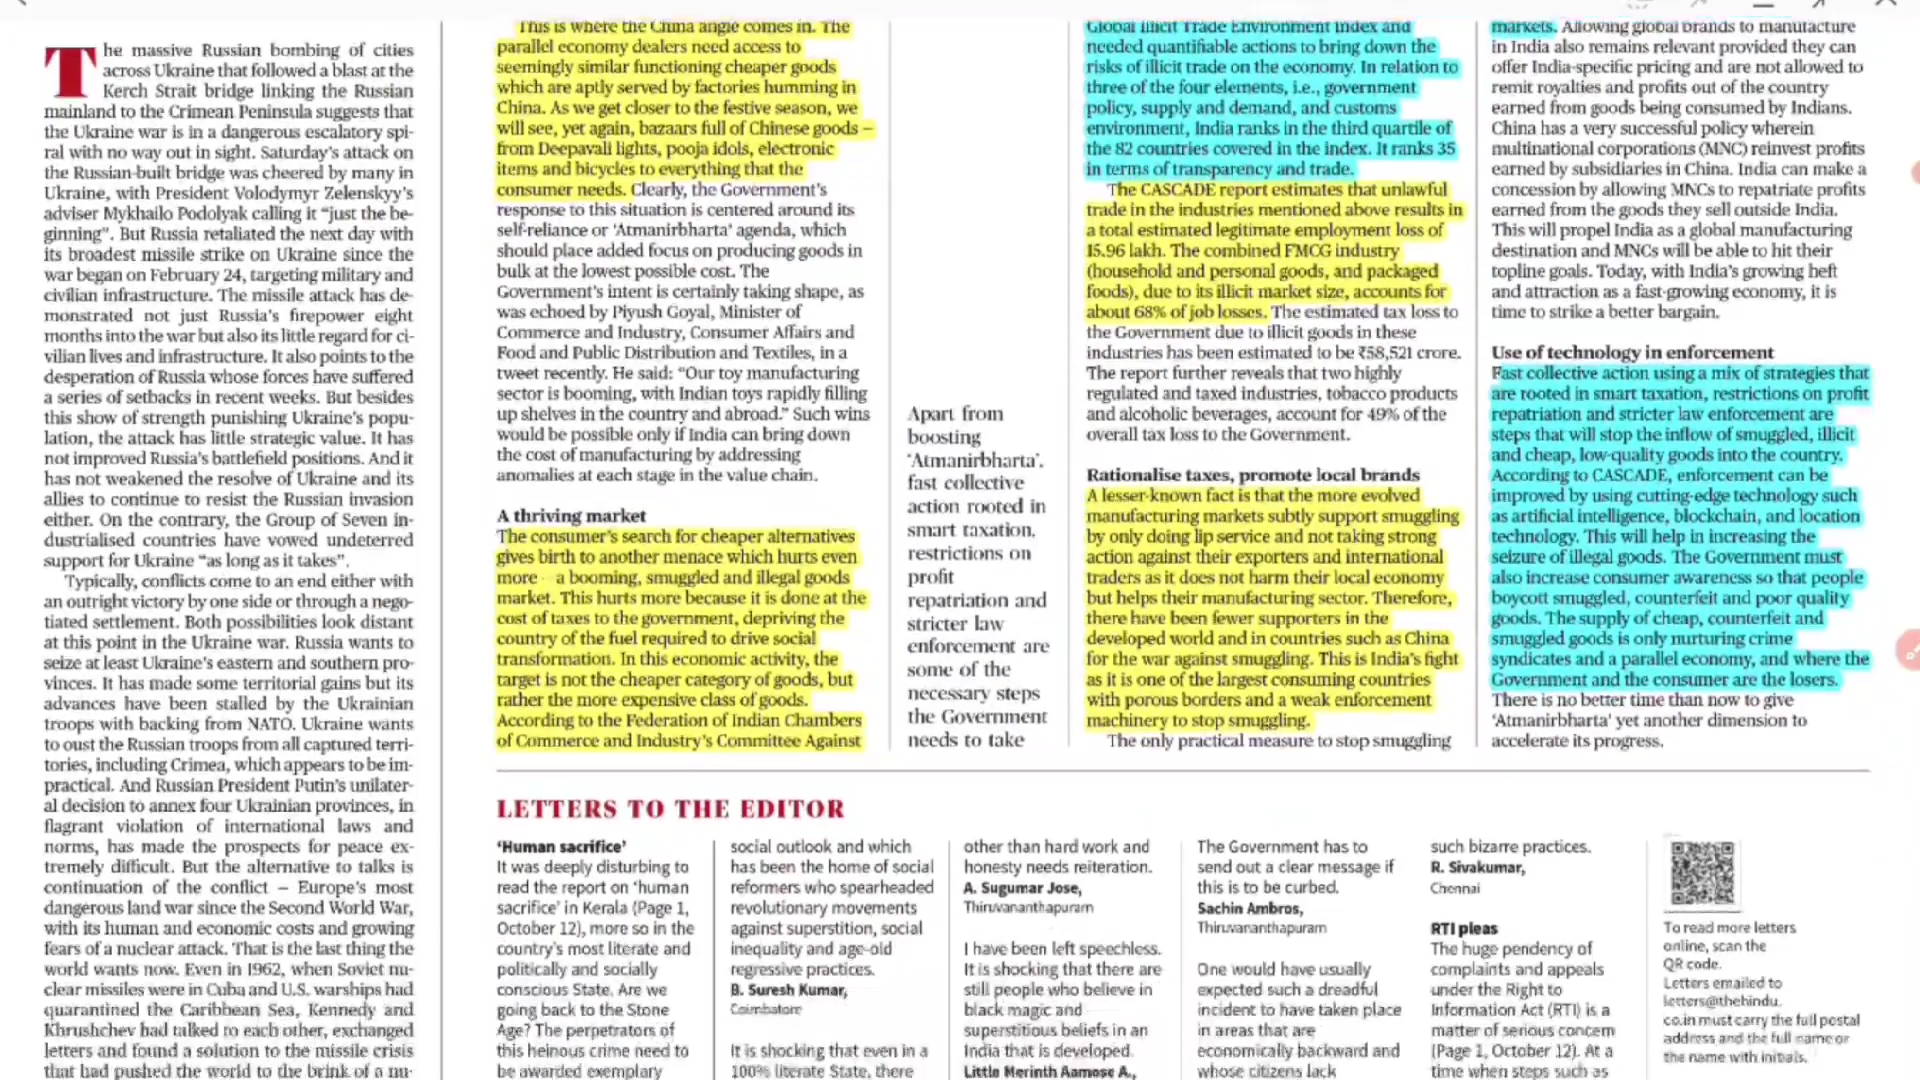 The massive Russian bombing of cities
across Ukraine that followed a blast at the
Kerch Strait bridge linking the Russian
mainland to the Crimean Peninsula suggests that
the Ukraine war is in a dangerous escalatory spi-
ral with no way out in sight. Saturday's attack on
the Russian-built bridge was cheered by many in
Ukraine, with President Volodymyr Zelenskyy's
adviser Mykhailo Podolyak calling it “just the be-
ginning”. But Russia retaliated the next day with
its broadest missile strike on Ukraine since the
war began on February 24, targeting military and
civilian infrastructure. The missile attack has de-
monstrated not just Russia's firepower eight
months into the war but also its little regard for ci-
vilian lives and infrastructure. It also points to the
desperation of Russia whose forces have suffered
a series of setbacks in recent weeks. But besides
this show of strength punishing Ukraine's popu-
lation, the attack has little strategic value. It has
not improved Russia's battlefield positions. And it
has not weakened the resolve of Ukraine and its
allies to continue to resist the Russian invasion
either. On the contrary, the Group of Seven in-
dustrialised countries have vowed undeterred
support for Ukraine “as long as it takes”.
Typically, conflicts come to an end either with
an outright victory by one side or through a nego-
tiated settlement. Both possibilities look distant
at this point in the Ukraine war. Russia wants to
seize at least Ukraine's eastern and southern pro-
vinces. It has made some territorial gains but its
advances have been stalled by the Ukrainian
troops with backing from NATO. Ukraine wants
to oust the Russian troops from all captured terri-
tories, including Crimea, which appears to be im-
practical. And Russian President Putin's unilater-
al decision to annex four Ukrainian provinces, in
flagrant violation of international laws and
norms, has made the prospects for peace ex-
tremely difficult. But the alternative to talks is
continuation of the conflict – Europe's most
dangerous land war since the Second World War,
with its human and economic costs and growing
fears of a nuclear attack. That is the last thing the
world wants now. Even in 1962, when Soviet nu-
clear missiles were in Cuba and U.S. warships had
quarantined the Caribbean Sea, Kennedy and
Khrushchev had talked to each other, exchanged
letters and found a solution to the missile crisis
that had pushed the world to the brink of a nu-
This is where the China angle comes in. The
parallel economy dealers need access to
seemingly similar functioning cheaper goods
which are aptly served by factories humming in
China. As we get closer to the festive season, we
will see, yet again, bazaars full of Chinese goods –
from Deepavali lights, pooja idols, electronic
items and bicycles to everything that the
consumer needs. Clearly, the Government's
response to this situation is centered around its
self-reliance or ‘Atmanirbharta’ agenda, which
should place added focus on producing goods in
bulk at the lowest possible cost. The
Government's intent is certainly taking shape, as
was echoed by Piyush Goyal, Minister of
Commerce and Industry, Consumer Affairs and
Food and Public Distribution and Textiles, in a
tweet recently. He said: “Our toy manufacturing
sector is booming, with Indian toys rapidly filling
up shelves in the country and abroad.” Such wins
would be possible only if India can bring down
the cost of manufacturing by addressing
anomalies at each stage in the value chain.
A thriving market
The consumer's search for cheaper alternatives
gives birth to another menace which hurts even
more – a booming, smuggled and illegal goods
market. This hurts more because it is done at the
cost of taxes to the government, depriving the
country of the fuel required to drive social
transformation. In this economic activity, the
target is not the cheaper category of goods, but
rather the more expensive class of goods.
According to the Federation of Indian Chambers
of Commerce and Industry's Committee Against
Apart from
boosting
‘Atmanirbharta’,
fast collective
action rooted in
smart taxation,
restrictions on
profit
repatriation and
stricter law
enforcement are
some of the
necessary steps
the Government
needs to take
Global Illicit Trade Environment Index and
needed quantifiable actions to bring down the
risks of illicit trade on the economy. In relation to
three of the four elements, i.e., government
policy, supply and demand, and customs
environment, India ranks in the third quartile of
the 82 countries covered in the index. It ranks 35
in terms of transparency and trade.
The CASCADE report estimates that unlawful
trade in the industries mentioned above results in
a total estimated legitimate employment loss of
15.96 lakh. The combined FMCG industry
(household and personal goods, and packaged
foods), due to its illicit market size, accounts for
about 68% of job losses. The estimated tax loss to
the Government due to illicit goods in these
industries has been estimated to be ₹58,521 crore.
The report further reveals that two highly
regulated and taxed industries, tobacco products
and alcoholic beverages, account for 49% of the
overall tax loss to the Government.
Rationalise taxes, promote local brands
A lesser-known fact is that the more evolved
manufacturing markets subtly support smuggling
by only doing lip service and not taking strong
action against their exporters and international
traders as it does not harm their local economy
but helps their manufacturing sector. Therefore,
there have been fewer supporters in the
developed world and in countries such as China
for the war against smuggling. This is India's fight
as it is one of the largest consuming countries
with porous borders and a weak enforcement
machinery to stop smuggling.
The only practical measure to stop smuggling
markets. Allowing global brands to manufacture
in India also remains relevant provided they can
offer India-specific pricing and are not allowed to
remit royalties and profits out of the country
earned from goods being consumed by Indians.
China has a very successful policy wherein
multinational corporations (MNC) reinvest profits
earned by subsidiaries in China. India can make a
concession by allowing MNCs to repatriate profits
earned from the goods they sell outside India.
This will propel India as a global manufacturing
destination and MNCs will be able to hit their
topline goals. Today, with India's growing heft
and attraction as a fast-growing economy, it is
time to strike a better bargain.
Use of technology in enforcement
Fast collective action using a mix of strategies that
are rooted in smart taxation, restrictions on profit
repatriation and stricter law enforcement are
steps that will stop the inflow of smuggled, illicit
and cheap, low-quality goods into the country.
According to CASCADE, enforcement can be
improved by using cutting-edge technology such
as artificial intelligence, blockchain, and location
technology. This will help in increasing the
seizure of illegal goods. The Government must
also increase consumer awareness so that people
boycott smuggled, counterfeit and poor quality
goods. The supply of cheap, counterfeit and
smuggled goods is only nurturing crime
syndicates and a parallel economy, and where the
Government and the consumer are the losers.
There is no better time than now to give
‘Atmanirbharta’ yet another dimension to
accelerate its progress.
LETTERS TO THE EDITOR
‘Human sacrifice’
It was deeply disturbing to
read the report on ‘human
sacrifice’ in Kerala (Page 1,
October 12), more so in the
country's most literate and
politically and socially
conscious State. Are we
going back to the Stone
Age? The perpetrators of
this heinous crime need to
be awarded exemplary
social outlook and which
has been the home of social
reformers who spearheaded
revolutionary movements
against superstition, social
inequality and age-old
regressive practices.
B. Suresh Kumar,
Coimbatore
It is shocking that even in a
100% literate State, there
other than hard work and
honesty needs reiteration.
A. Sugumar Jose,
Thiruvananthapuram
I have been left speechless.
It is shocking that there are
still people who believe in
black magic and
superstitious beliefs in an
India that is developed.
Little Merinth Aamose A.,
The Government has to
send out a clear message if
this is to be curbed.
Sachin Ambros,
Thiruvananthapuram
One would have usually
expected such a dreadful
incident to have taken place
in areas that are
economically backward and
whose citizens lack
such bizarre practices.
R. Sivakumar,
Chennai
RTI pleas
The huge pendency of
complaints and appeals
under the Right to
Information Act (RTI) is a
matter of serious concern
(Page 1, October 12). At a
time when steps such as
To read more letters
online, scan the
QR code.
Letters emailed to
letters@thehindu.
co.in must carry the full postal
address and the full name or
the name with initials.